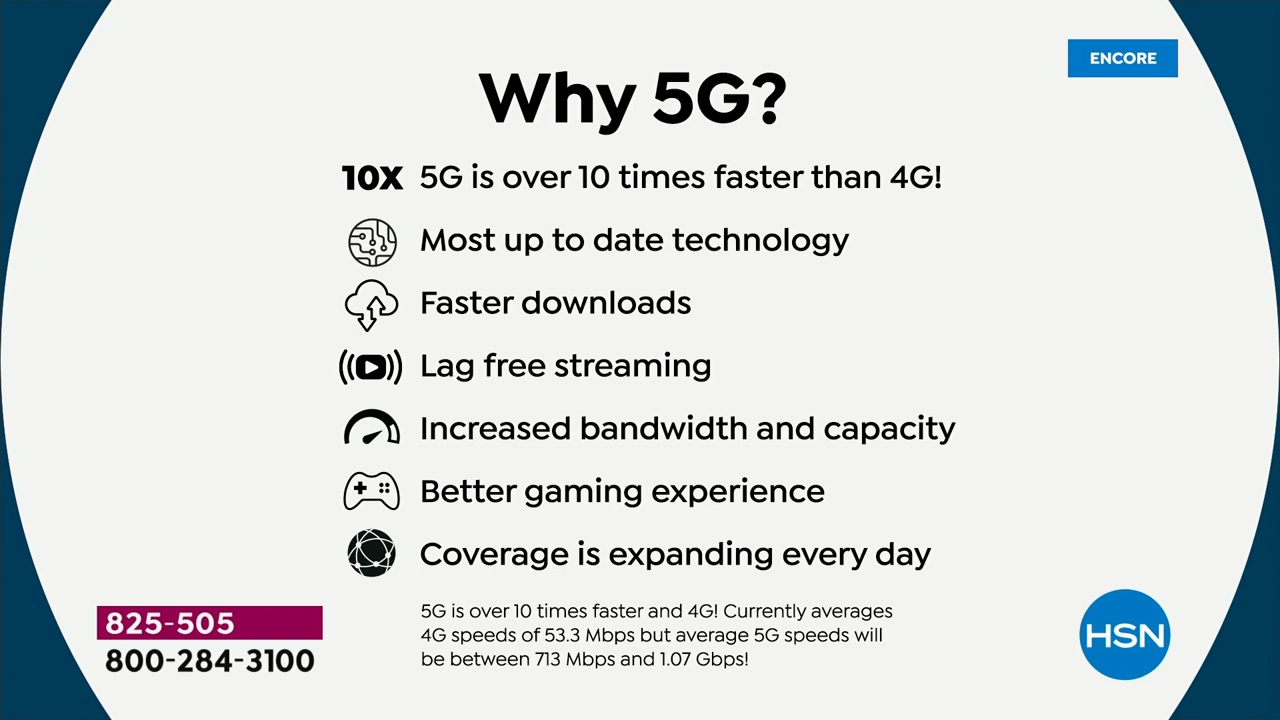 ENCORE
Why 5G?
10X 5G is over 10 times faster than 4G!
Most up to date technology
Faster downloads
Lag free streaming
Increased bandwidth and capacity
Better gaming experience
Coverage is expanding every day
5G is over 10 times faster and 4G! Currently averages
4G speeds of 53.3 Mbps but average 5G speeds will
be between 713 Mbps and 1.07 Gbps!
825-505
800-284-3100
HSN